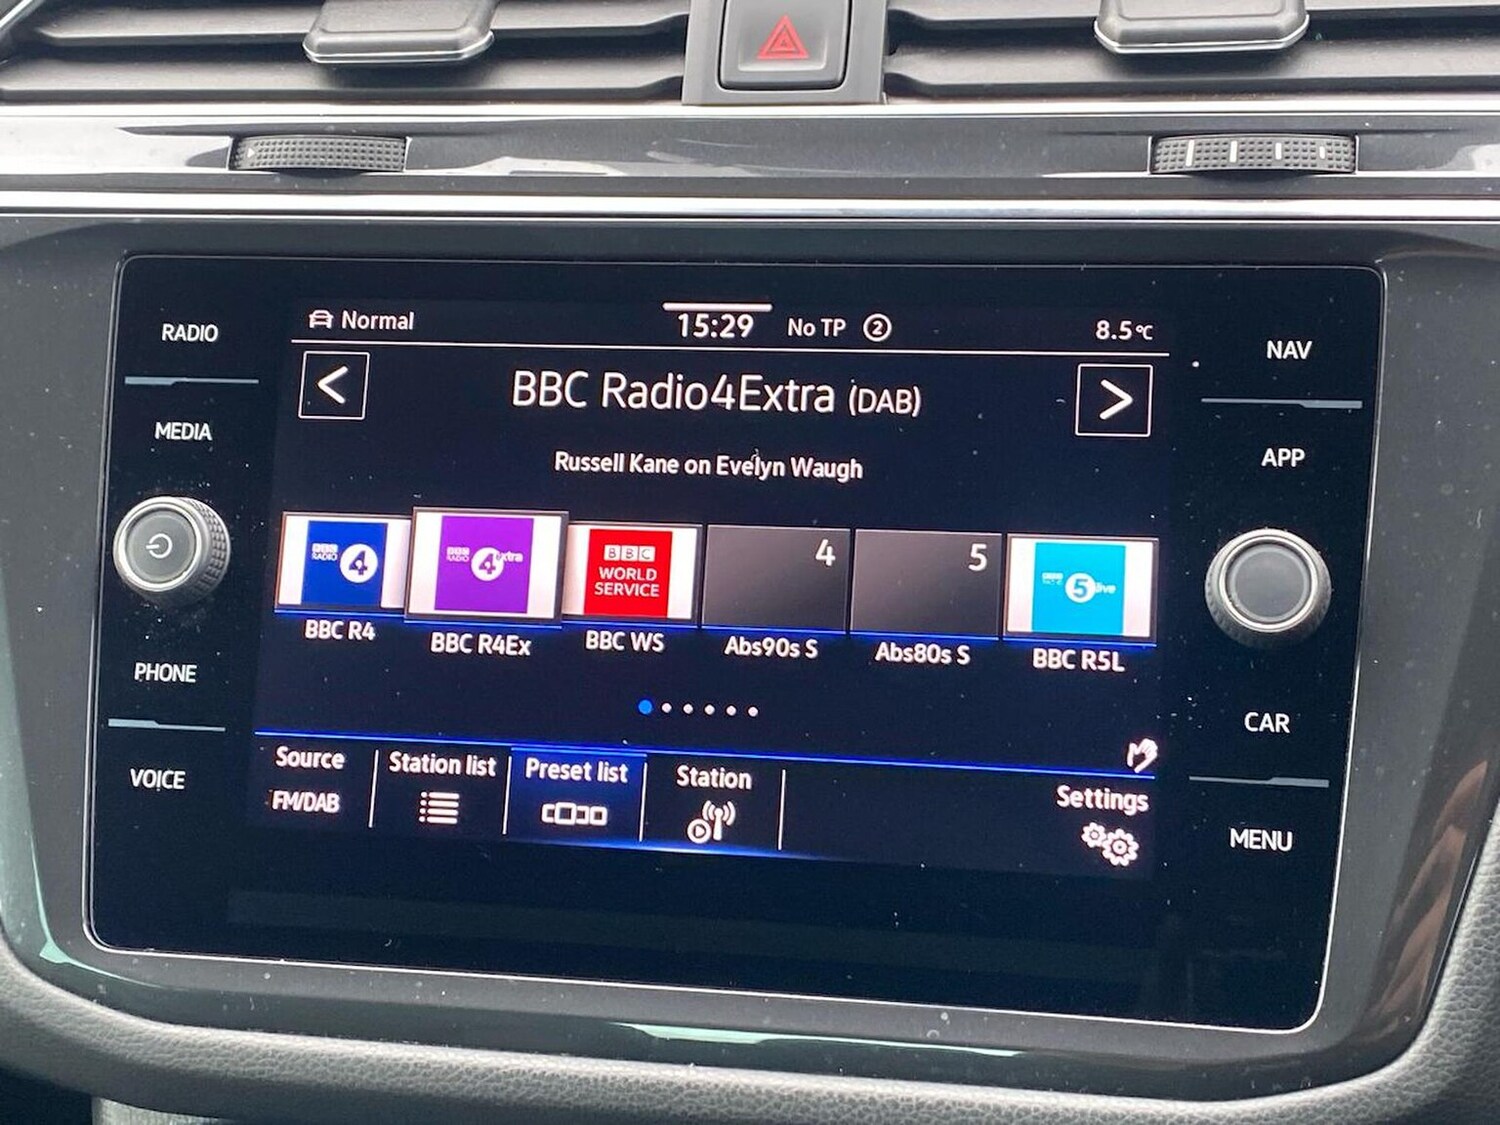 RADIO
MEDIA
PHONE
VOICE
Normal
15:29 No TP 2
8.5°C
< BBC Radio4Extra (DAB) >
Russell Kane on Evelyn Waugh
BBC
RADIO 4
BBC
RADIO 4 extra
BBC
WORLD
SERVICE
4
5
5 live
BBC R4
BBC R4Ex
BBC WS
Abs90s S
Abs80s S
BBC R5L
Source
FM/DAB
Station list
Preset list
Station
Settings
NAV
APP
CAR
MENU